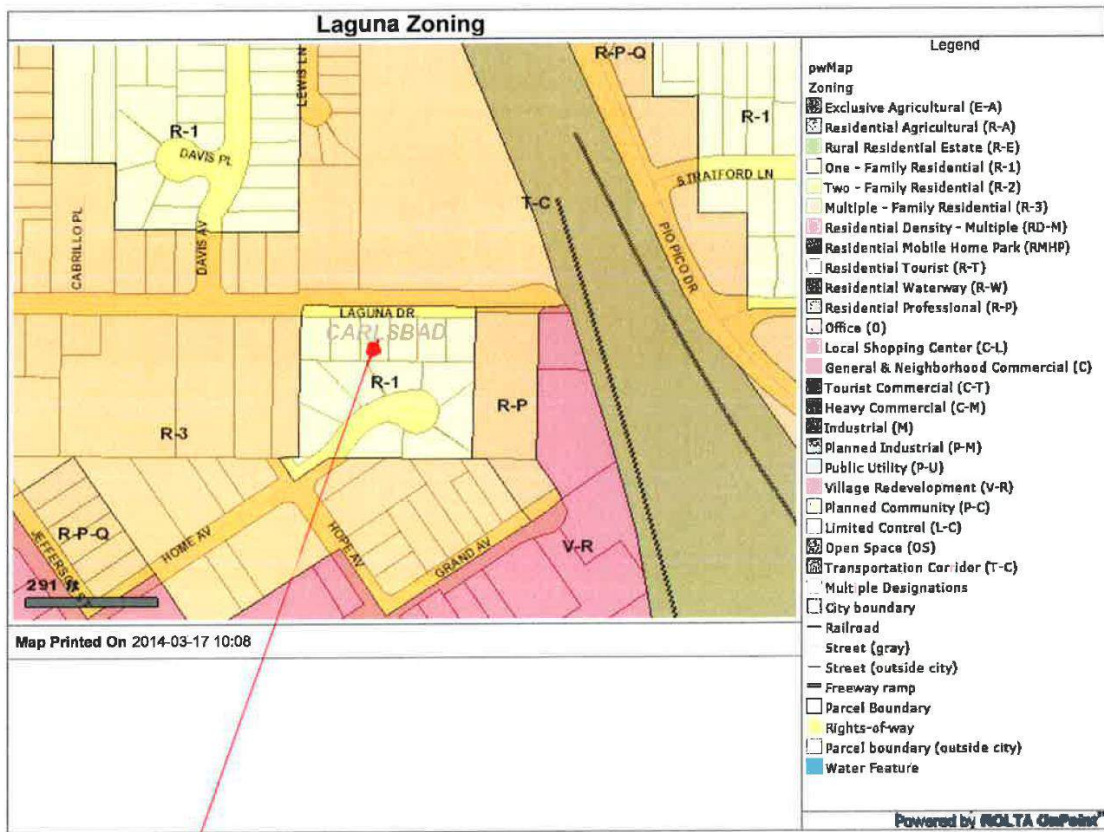 Laguna Zoning
R-P-Q
LEWIS LN
R-1
DAVIS PL
R-1
STRATFORD LN
T-C
CABRILLO PL
DAVIS AV
PIO PICO DR
LAGUNA DR
CARLSBAD
R-1
R-P
R-3
R-P-Q
HOME AV
HOPE AV
GRAND AV
V-R
JEFFERSON ST
291 ft
Map Printed On 2014-03-17 10:08
Legend
pwMap
Zoning
Exclusive Agricultural (E-A)
Residential Agricultural (R-A)
Rural Residential Estate (R-E)
One - Family Residential (R-1)
Two - Family Residential (R-2)
Multiple - Family Residential (R-3)
Residential Density - Multiple (RD-M)
Residential Mobile Home Park (RMHP)
Residential Tourist (R-T)
Residential Waterway (R-W)
Residential Professional (R-P)
Office (O)
Local Shopping Center (C-L)
General & Neighborhood Commercial (C)
Tourist Commercial (C-T)
Heavy Commercial (C-M)
Industrial (M)
Planned Industrial (P-M)
Public Utility (P-U)
Village Redevelopment (V-R)
Planned Community (P-C)
Limited Control (L-C)
Open Space (OS)
Transportation Corridor (T-C)
Multiple Designations
City boundary
Railroad
Street (gray)
Street (outside city)
Freeway ramp
Parcel Boundary
Rights-of-way
Parcel boundary (outside city)
Water Feature
Powered by ROLTA OnPoint™